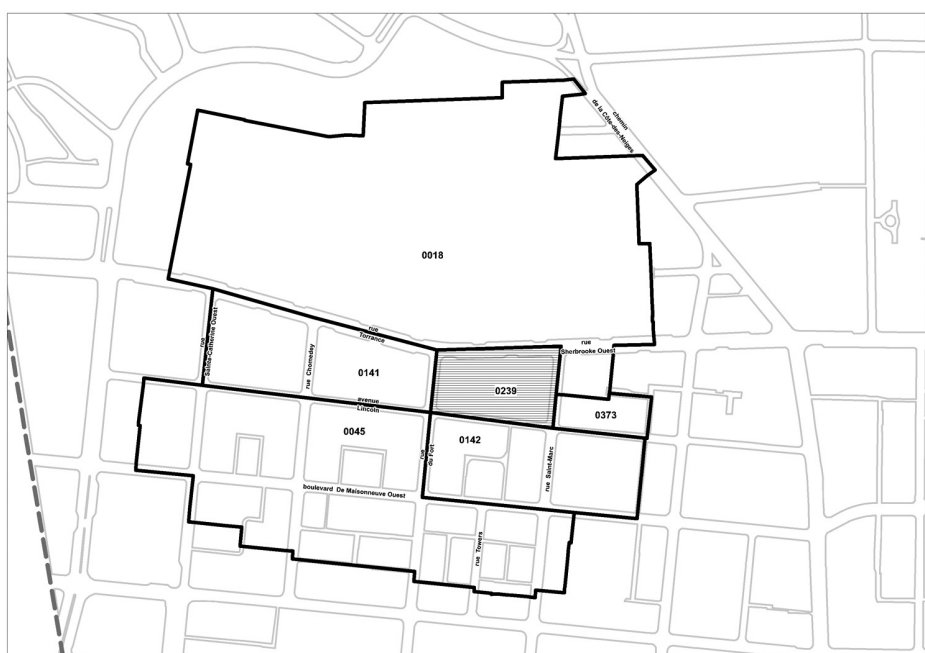 chemin
de la Côte-des-Neiges
0018
rue
Torrance
rue
Sherbrooke Ouest
rue
Sainte-Catherine Ouest
rue Chomedey
0141
0239
avenue
Lincoln
0373
0045
0142
rue
du Fort
rue Saint-Marc
boulevard De Maisonneuve Ouest
rue Towers